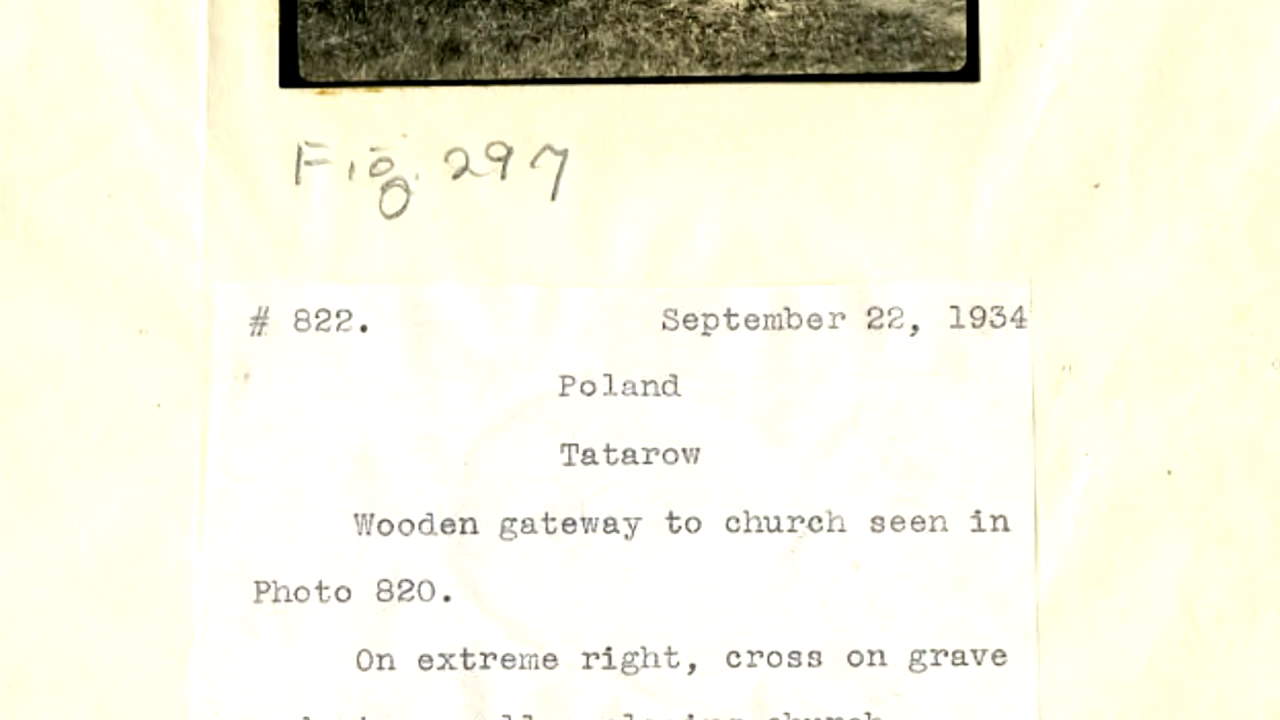 Fig. 297
# 822. September 22, 1934
Poland
Tatarow
Wooden gateway to church seen in
Photo 820.
On extreme right, cross on grave
church